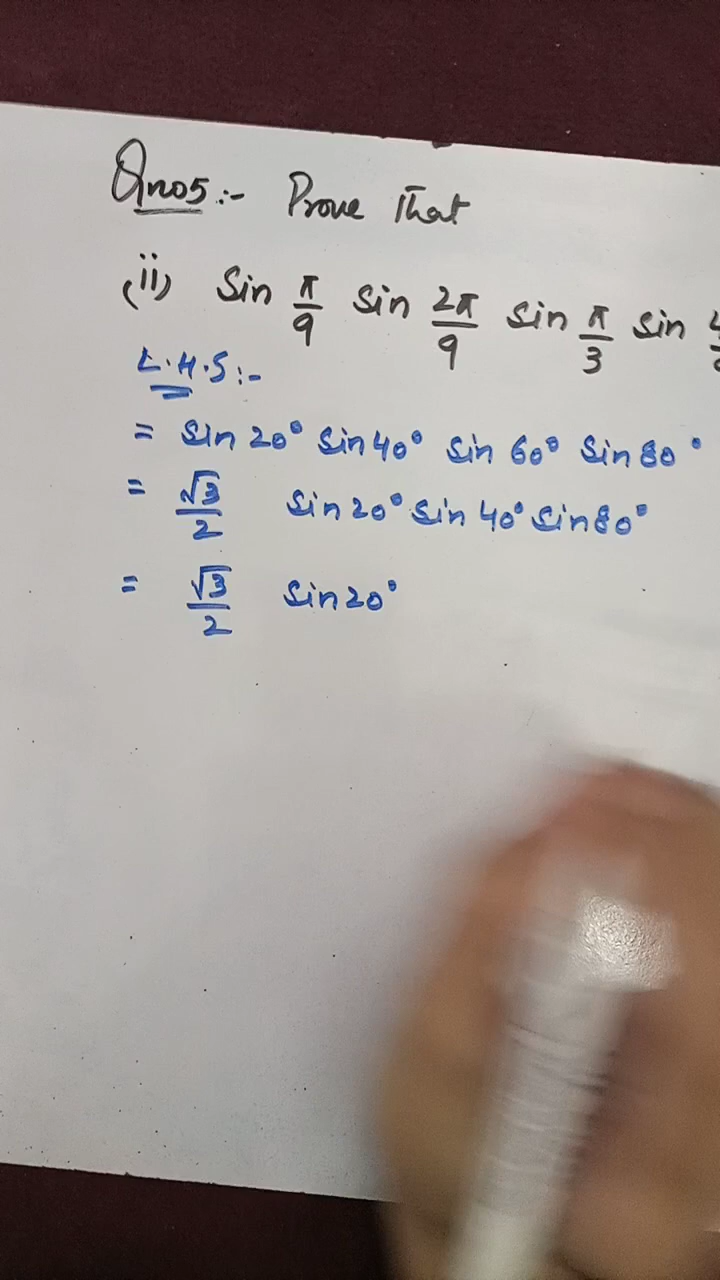 Qno5:- Prove That
(ii) Sin π/9 Sin 2π/9 Sin π/3 Sin
L.H.S:-
= Sin 20° Sin 40° Sin 60° Sin 80°
= √3/2 Sin 20° Sin 40° Sin 80°
= √3/2 Sin 20°